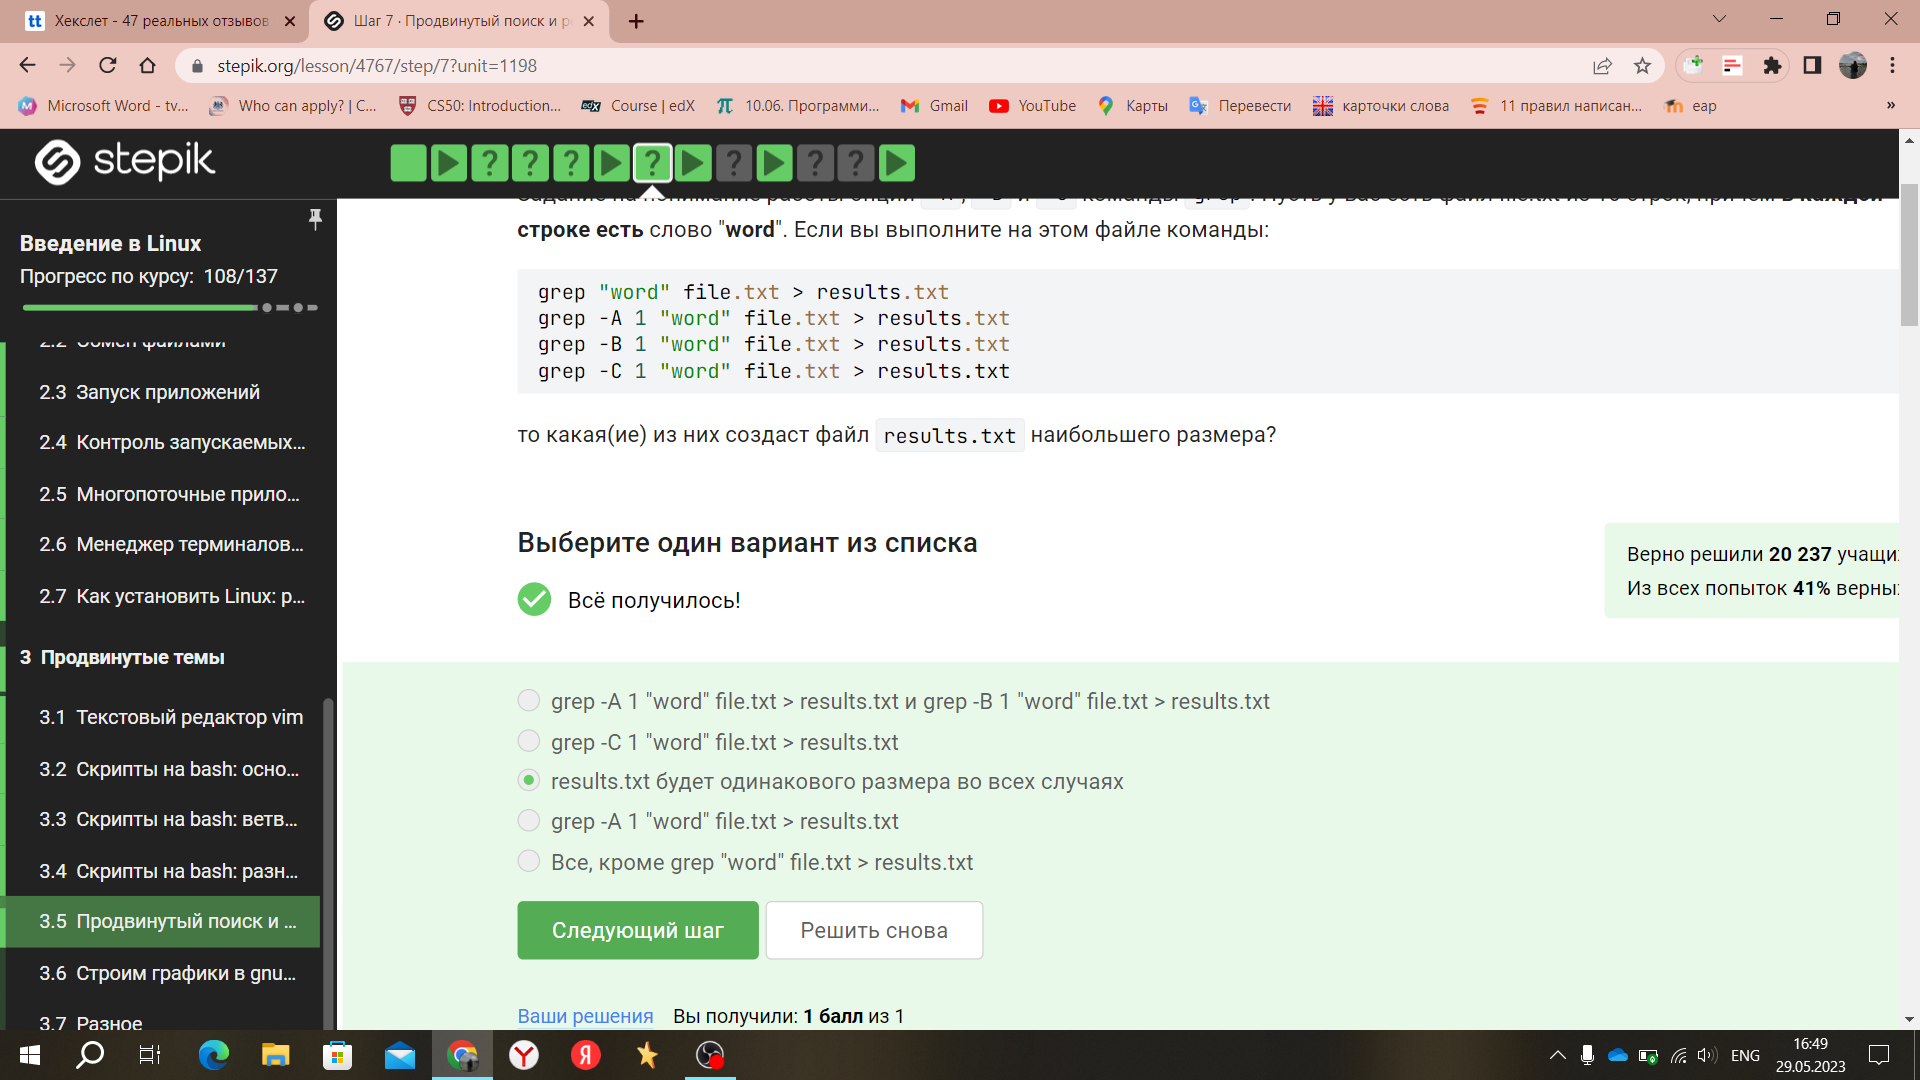 Хекслет - 47 реальных отзывов
Шаг 7 · Продвинутый поиск и р
stepik.org/lesson/4767/step/7?unit=1198
Microsoft Word - tv...
Who can apply? | C...
CS50: Introduction...
edX
Course | edX
10.06. Программи...
Gmail
YouTube
Карты
Перевести
карточки слова
11 правил написан...
eap
»
stepik
Введение в Linux
Прогресс по курсу: 108/137
2.2 Обмен файлами
2.3 Запуск приложений
2.4 Контроль запускаемых...
2.5 Многопоточные прило...
2.6 Менеджер терминалов...
2.7 Как установить Linux: р...
3 Продвинутые темы
3.1 Текстовый редактор vim
3.2 Скрипты на bash: осно...
3.3 Скрипты на bash: ветв...
3.4 Скрипты на bash: разн...
3.5 Продвинутый поиск и ...
3.6 Строим графики в gnu...
3.7 Разное
строке есть слово "word". Если вы выполните на этом файле команды:
grep "word" file.txt > results.txt
grep -A 1 "word" file.txt > results.txt
grep -B 1 "word" file.txt > results.txt
grep -C 1 "word" file.txt > results.txt
то какая(ие) из них создаст файл results.txt наибольшего размера?
Выберите один вариант из списка
Всё получилось!
Верно решили 20 237 учащи
Из всех попыток 41% верны
grep -A 1 "word" file.txt > results.txt и grep -B 1 "word" file.txt > results.txt
grep -C 1 "word" file.txt > results.txt
results.txt будет одинакового размера во всех случаях
grep -A 1 "word" file.txt > results.txt
Все, кроме grep "word" file.txt > results.txt
Следующий шаг
Решить снова
Ваши решения Вы получили: 1 балл из 1
ENG
16:49
29.05.2023